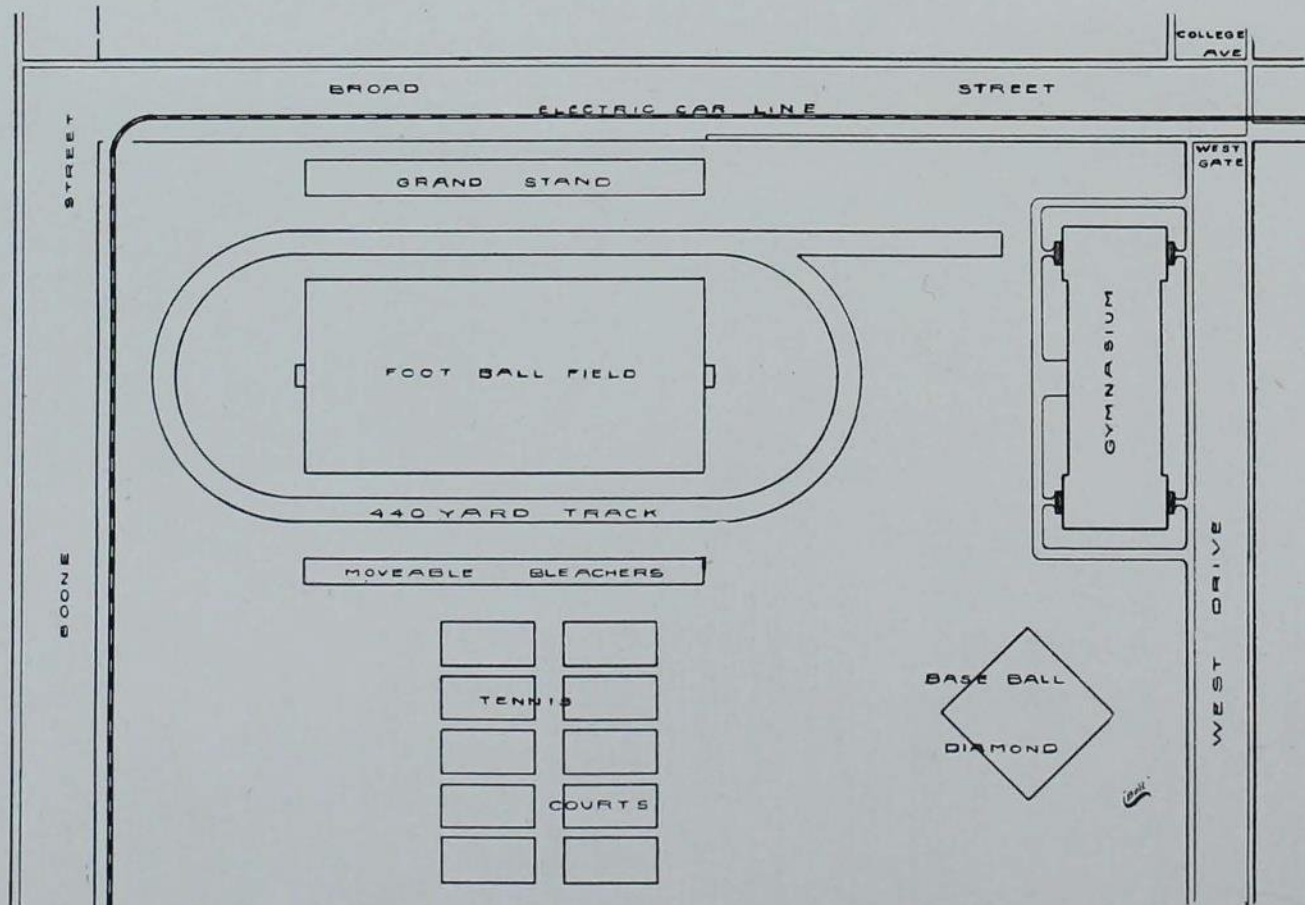 COLLEGE
AVE
BROAD STREET
ELECTRIC CAR LINE
STREET
WEST
GATE
GRAND STAND
GYMNASIUM
FOOT BALL FIELD
440 YARD TRACK
BOONE
MOVEABLE BLEACHERS
WEST DRIVE
BASE BALL
TENNIS
DIAMOND
COURTS